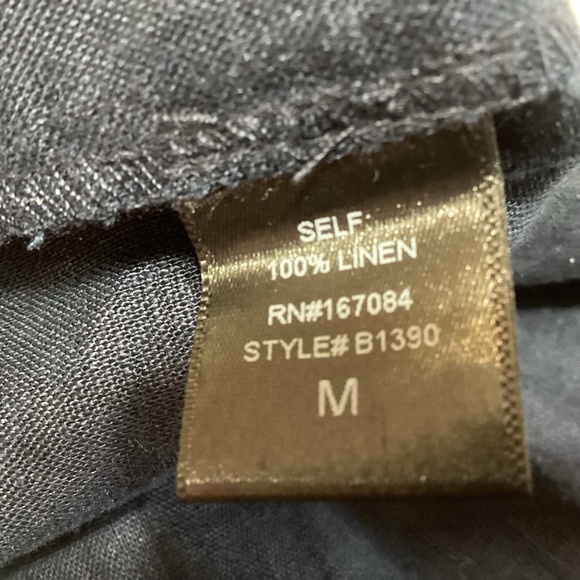 SELF:
100% LINEN
RN#167084
STYLE# B1390
M